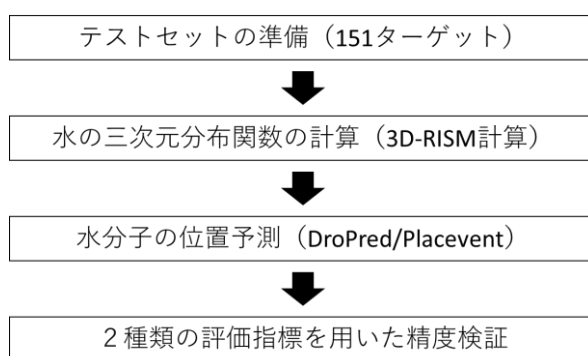 テストセットの準備（151ターゲット）
水の三次元分布関数の計算（3D-RISM計算）
水分子の位置予測（DroPred/Placevent）
２種類の評価指標を用いた精度検証